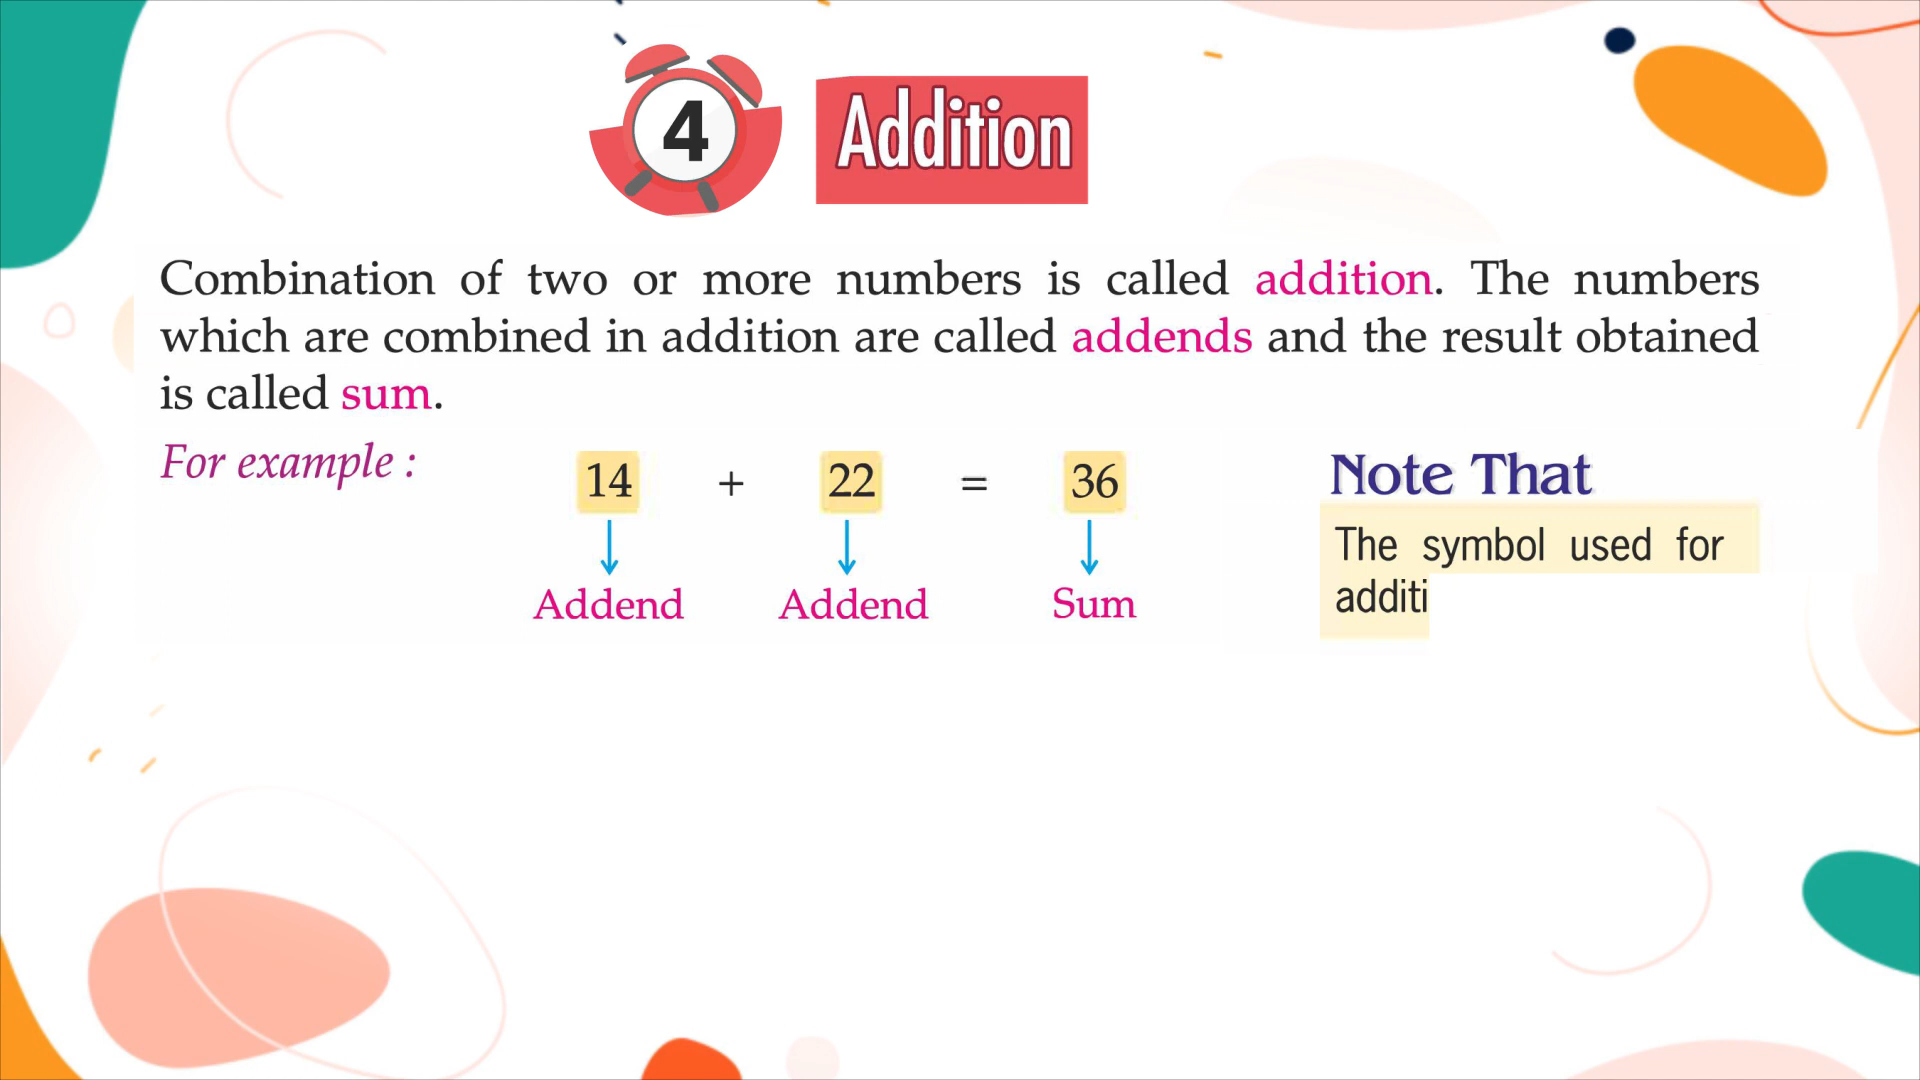 4 Addition
Combination of two or more numbers is called addition. The numbers
which are combined in addition are called addends and the result obtained
is called sum.
For example :
14 + 22 = 36
Addend Addend Sum
Note That
The symbol used for
additi